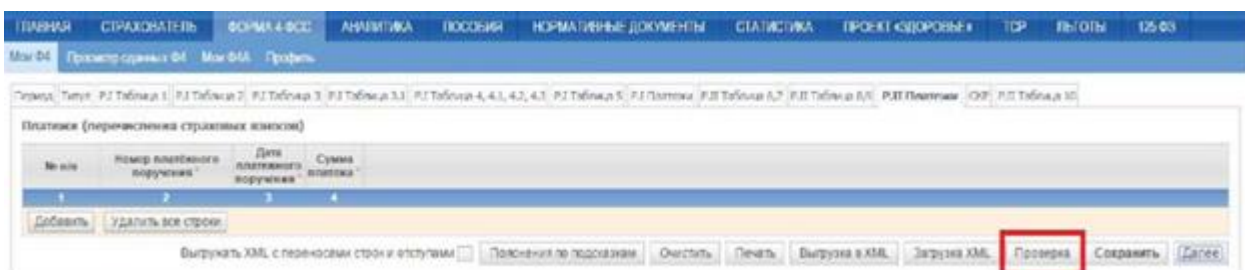 ГЛАВНАЯ СТРАХОВАТЕЛЬ ФОРМА 4-ФСС АНАЛИТИКА ПОСОБИЯ НОРМАТИВНЫЕ ДОКУМЕНТЫ СТАТИСТИКА ПРОЕКТ «ЗДОРОВЬЕ» ТСР ЛЬГОТЫ 125 ФЗ
Мои Ф4 Просмотр сданных Ф4 Мои Ф4А Профиль
Период Титул Р.I Таблица 1 Р.I Таблица 2 Р.I Таблица 3 Р.I Таблица 3.1 Р.I Таблица 4, 4.1, 4.2, 4.3 Р.I Таблица 5 Р.I Платежи Р.II Таблица 6,7 Р.II Таблица 8,9 Р.II Платежи Р.II Таблица 10
Платежи (перечисления страховых взносов)
№ п/п Номер платёжного поручения * Дата платежного поручения * Сумма платежа *
1 2 3 4
Добавить Удалить все строки
Выгружать XML с переносами строк и отступами Пояснения по подсказкам Очистить Печать Выгрузка в XML Загрузка XML Проверка Сохранить Далее